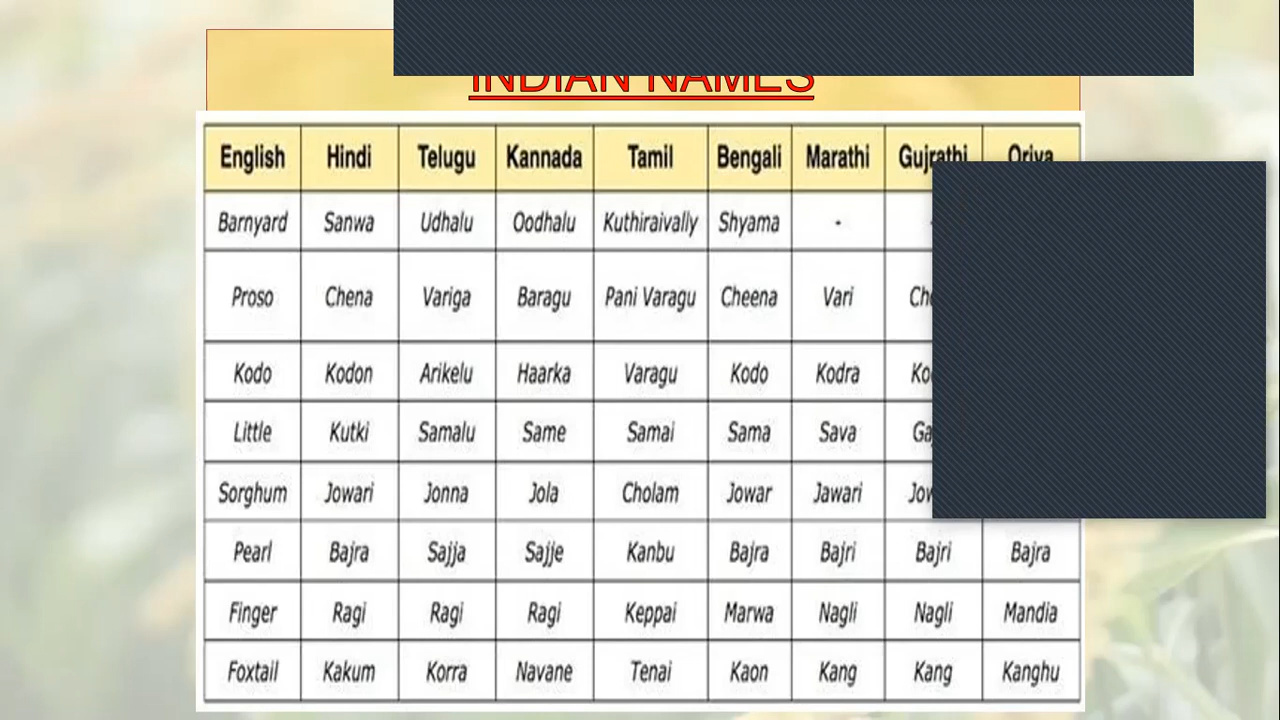 INDIAN NAMES
English Hindi Telugu Kannada Tamil Bengali Marathi Gujrathi Oriya
Barnyard Sanwa Udhalu Oodhalu Kuthiraivally Shyama -
Proso Chena Variga Baragu Pani Varagu Cheena Vari
Kodo Kodon Arikelu Haarka Varagu Kodo Kodra
Little Kutki Samalu Same Samai Sama Sava
Sorghum Jowari Jonna Jola Cholam Jowar Jawari
Pearl Bajra Sajja Sajje Kanbu Bajra Bajri Bajri Bajra
Finger Ragi Ragi Ragi Keppai Marwa Nagli Nagli Mandia
Foxtail Kakum Korra Navane Tenai Kaon Kang Kang Kanghu